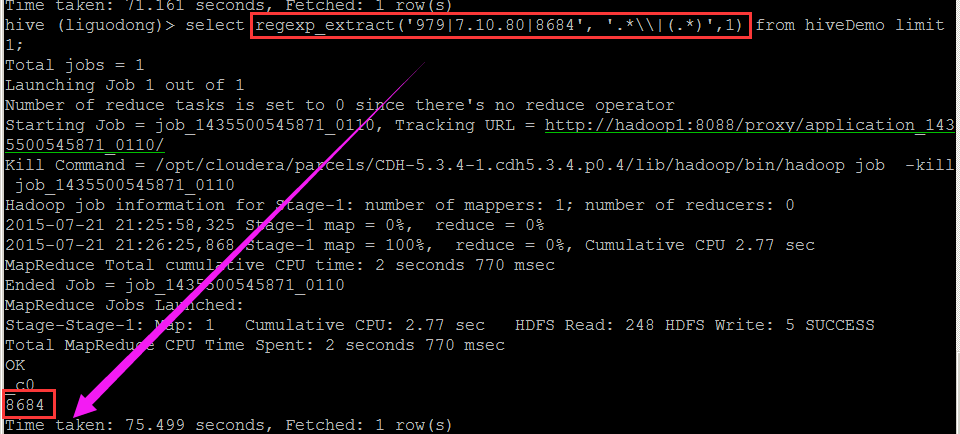 Time taken: 71.161 seconds, Fetched: 1 row(s)
hive (liguodong)> select regexp_extract('979|7.10.80|8684', '.*\\|(.*)',1) from hiveDemo limit
1;
Total jobs = 1
Launching Job 1 out of 1
Number of reduce tasks is set to 0 since there's no reduce operator
Starting Job = job_1435500545871_0110, Tracking URL = http://hadoop1:8088/proxy/application_143
5500545871_0110/
Kill Command = /opt/cloudera/parcels/CDH-5.3.4-1.cdh5.3.4.p0.4/lib/hadoop/bin/hadoop job  -kill
 job_1435500545871_0110
Hadoop job information for Stage-1: number of mappers: 1; number of reducers: 0
2015-07-21 21:25:58,325 Stage-1 map = 0%,  reduce = 0%
2015-07-21 21:26:25,868 Stage-1 map = 100%,  reduce = 0%, Cumulative CPU 2.77 sec
MapReduce Total cumulative CPU time: 2 seconds 770 msec
Ended Job = job_1435500545871_0110
MapReduce Jobs Launched:
Stage-Stage-1: Map: 1   Cumulative CPU: 2.77 sec   HDFS Read: 248 HDFS Write: 5 SUCCESS
Total MapReduce CPU Time Spent: 2 seconds 770 msec
OK
_c0
8684
Time taken: 75.499 seconds, Fetched: 1 row(s)